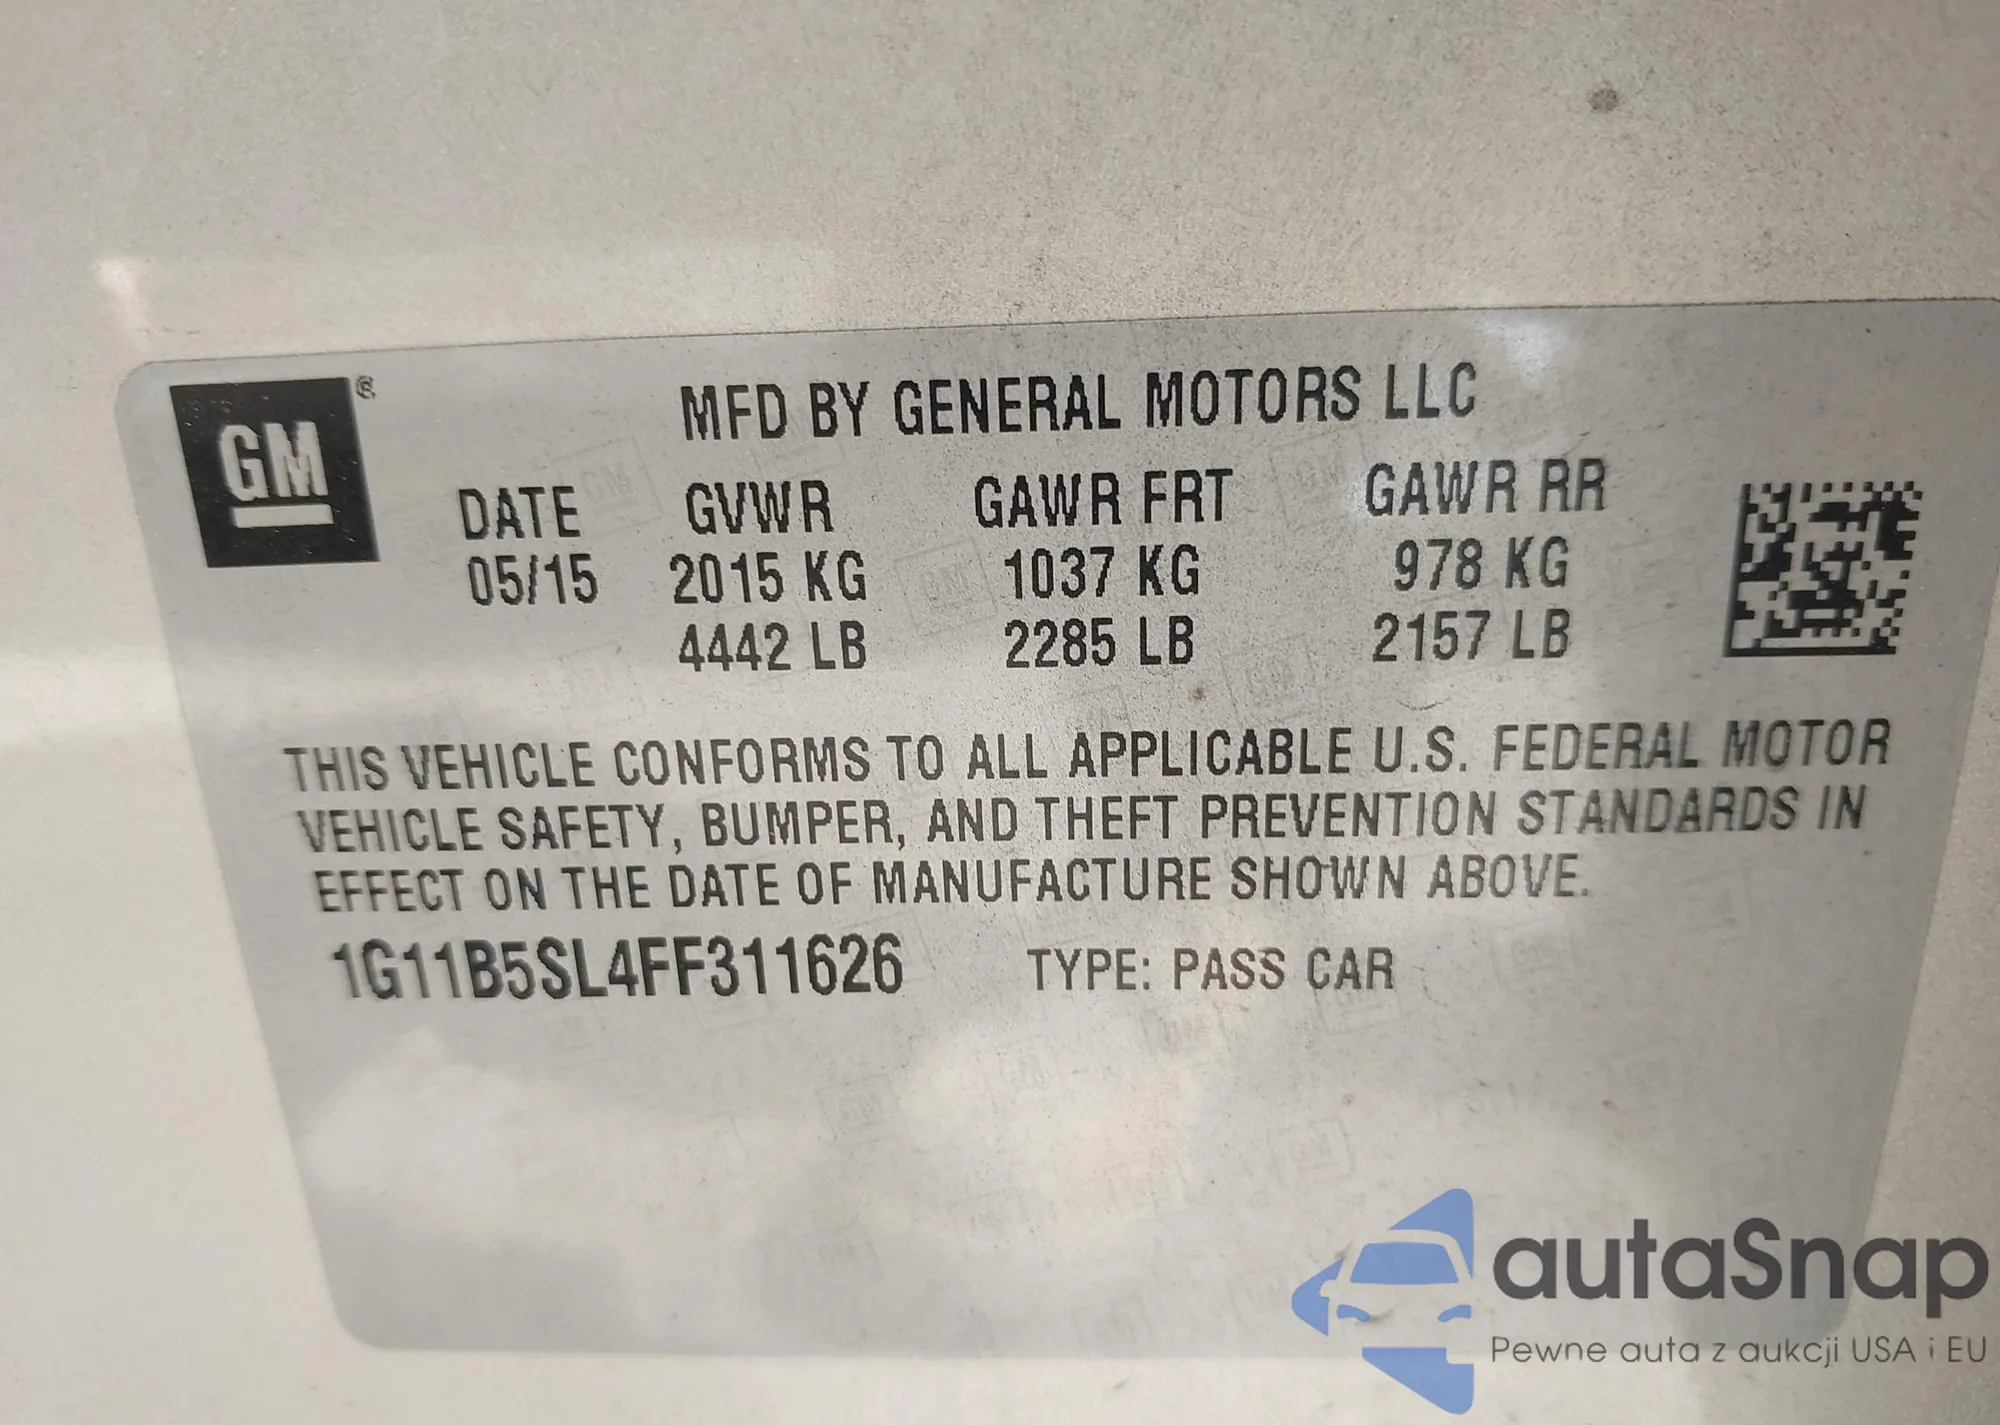 GM ®
MFD BY GENERAL MOTORS LLC
DATE GVWR GAWR FRT GAWR RR
05/15 2015 KG 1037 KG 978 KG
4442 LB 2285 LB 2157 LB
THIS VEHICLE CONFORMS TO ALL APPLICABLE U.S. FEDERAL MOTOR
VEHICLE SAFETY, BUMPER, AND THEFT PREVENTION STANDARDS IN
EFFECT ON THE DATE OF MANUFACTURE SHOWN ABOVE.
1G11B5SL4FF311626 TYPE: PASS CAR
autaSnap
Pewne auta z aukcji USA i EU